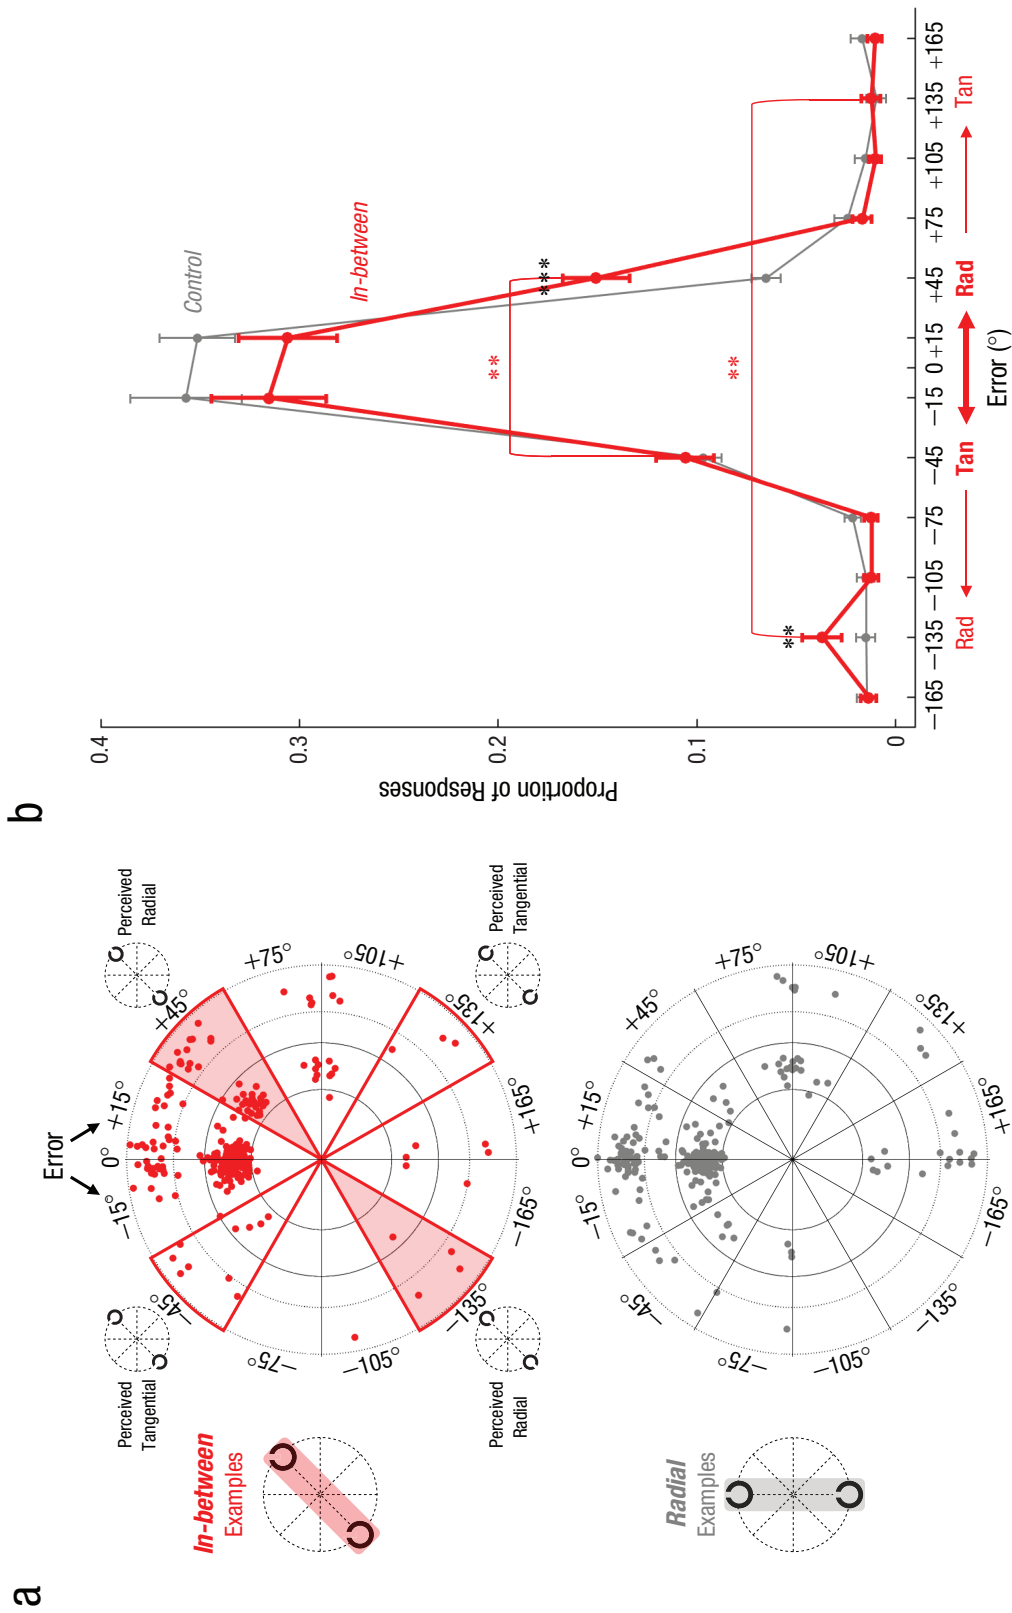 a
In-between
Examples
Perceived
Tangential
Perceived
Radial
Error
0°
−15°
+15°
−45°
+45°
−75°
+75°
−105°
+105°
−135°
+135°
−165°
+165°
Perceived
Radial
Perceived
Tangential
Radial
Examples
0°
−15°
+15°
−45°
+45°
−75°
+75°
−105°
+105°
−135°
+135°
−165°
+165°
b
Proportion of Responses
0.4
0.3
0.2
0.1
0
Control
In-between
***
**
**
**
−165 −135 −105 −75 −45 −15 0 +15 +45 +75 +105 +135 +165
Rad Tan Rad Tan
Error (°)